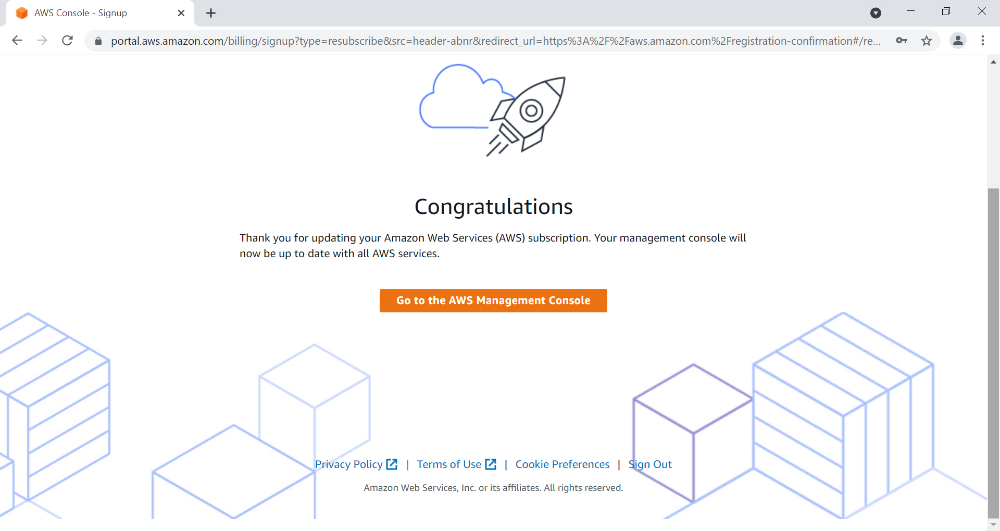 AWS Console - Signup
portal.aws.amazon.com/billing/signup?type=resubscribe&src=header-abnr&redirect_url=https%3A%2F%2Faws.amazon.com%2Fregistration-confirmation#/re...
Congratulations
Thank you for updating your Amazon Web Services (AWS) subscription. Your management console will
now be up to date with all AWS services.
Go to the AWS Management Console
Privacy Policy | Terms of Use | Cookie Preferences | Sign Out
Amazon Web Services, Inc. or its affiliates. All rights reserved.